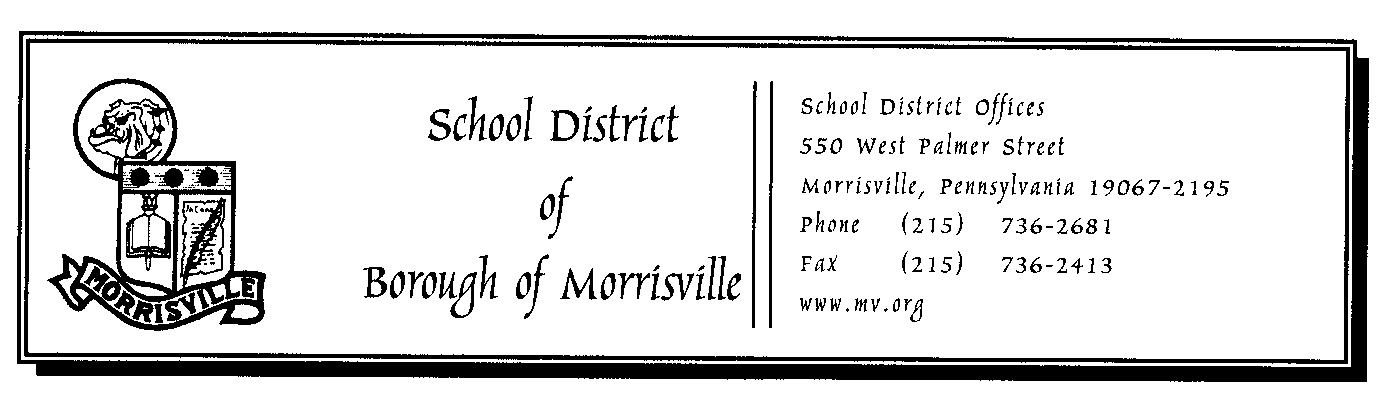 School District
of
Borough of Morrisville
School District Offices
550 West Palmer Street
Morrisville, Pennsylvania 19067-2195
Phone (215) 736-2681
Fax (215) 736-2413
www.mv.org
MORRISVILLE